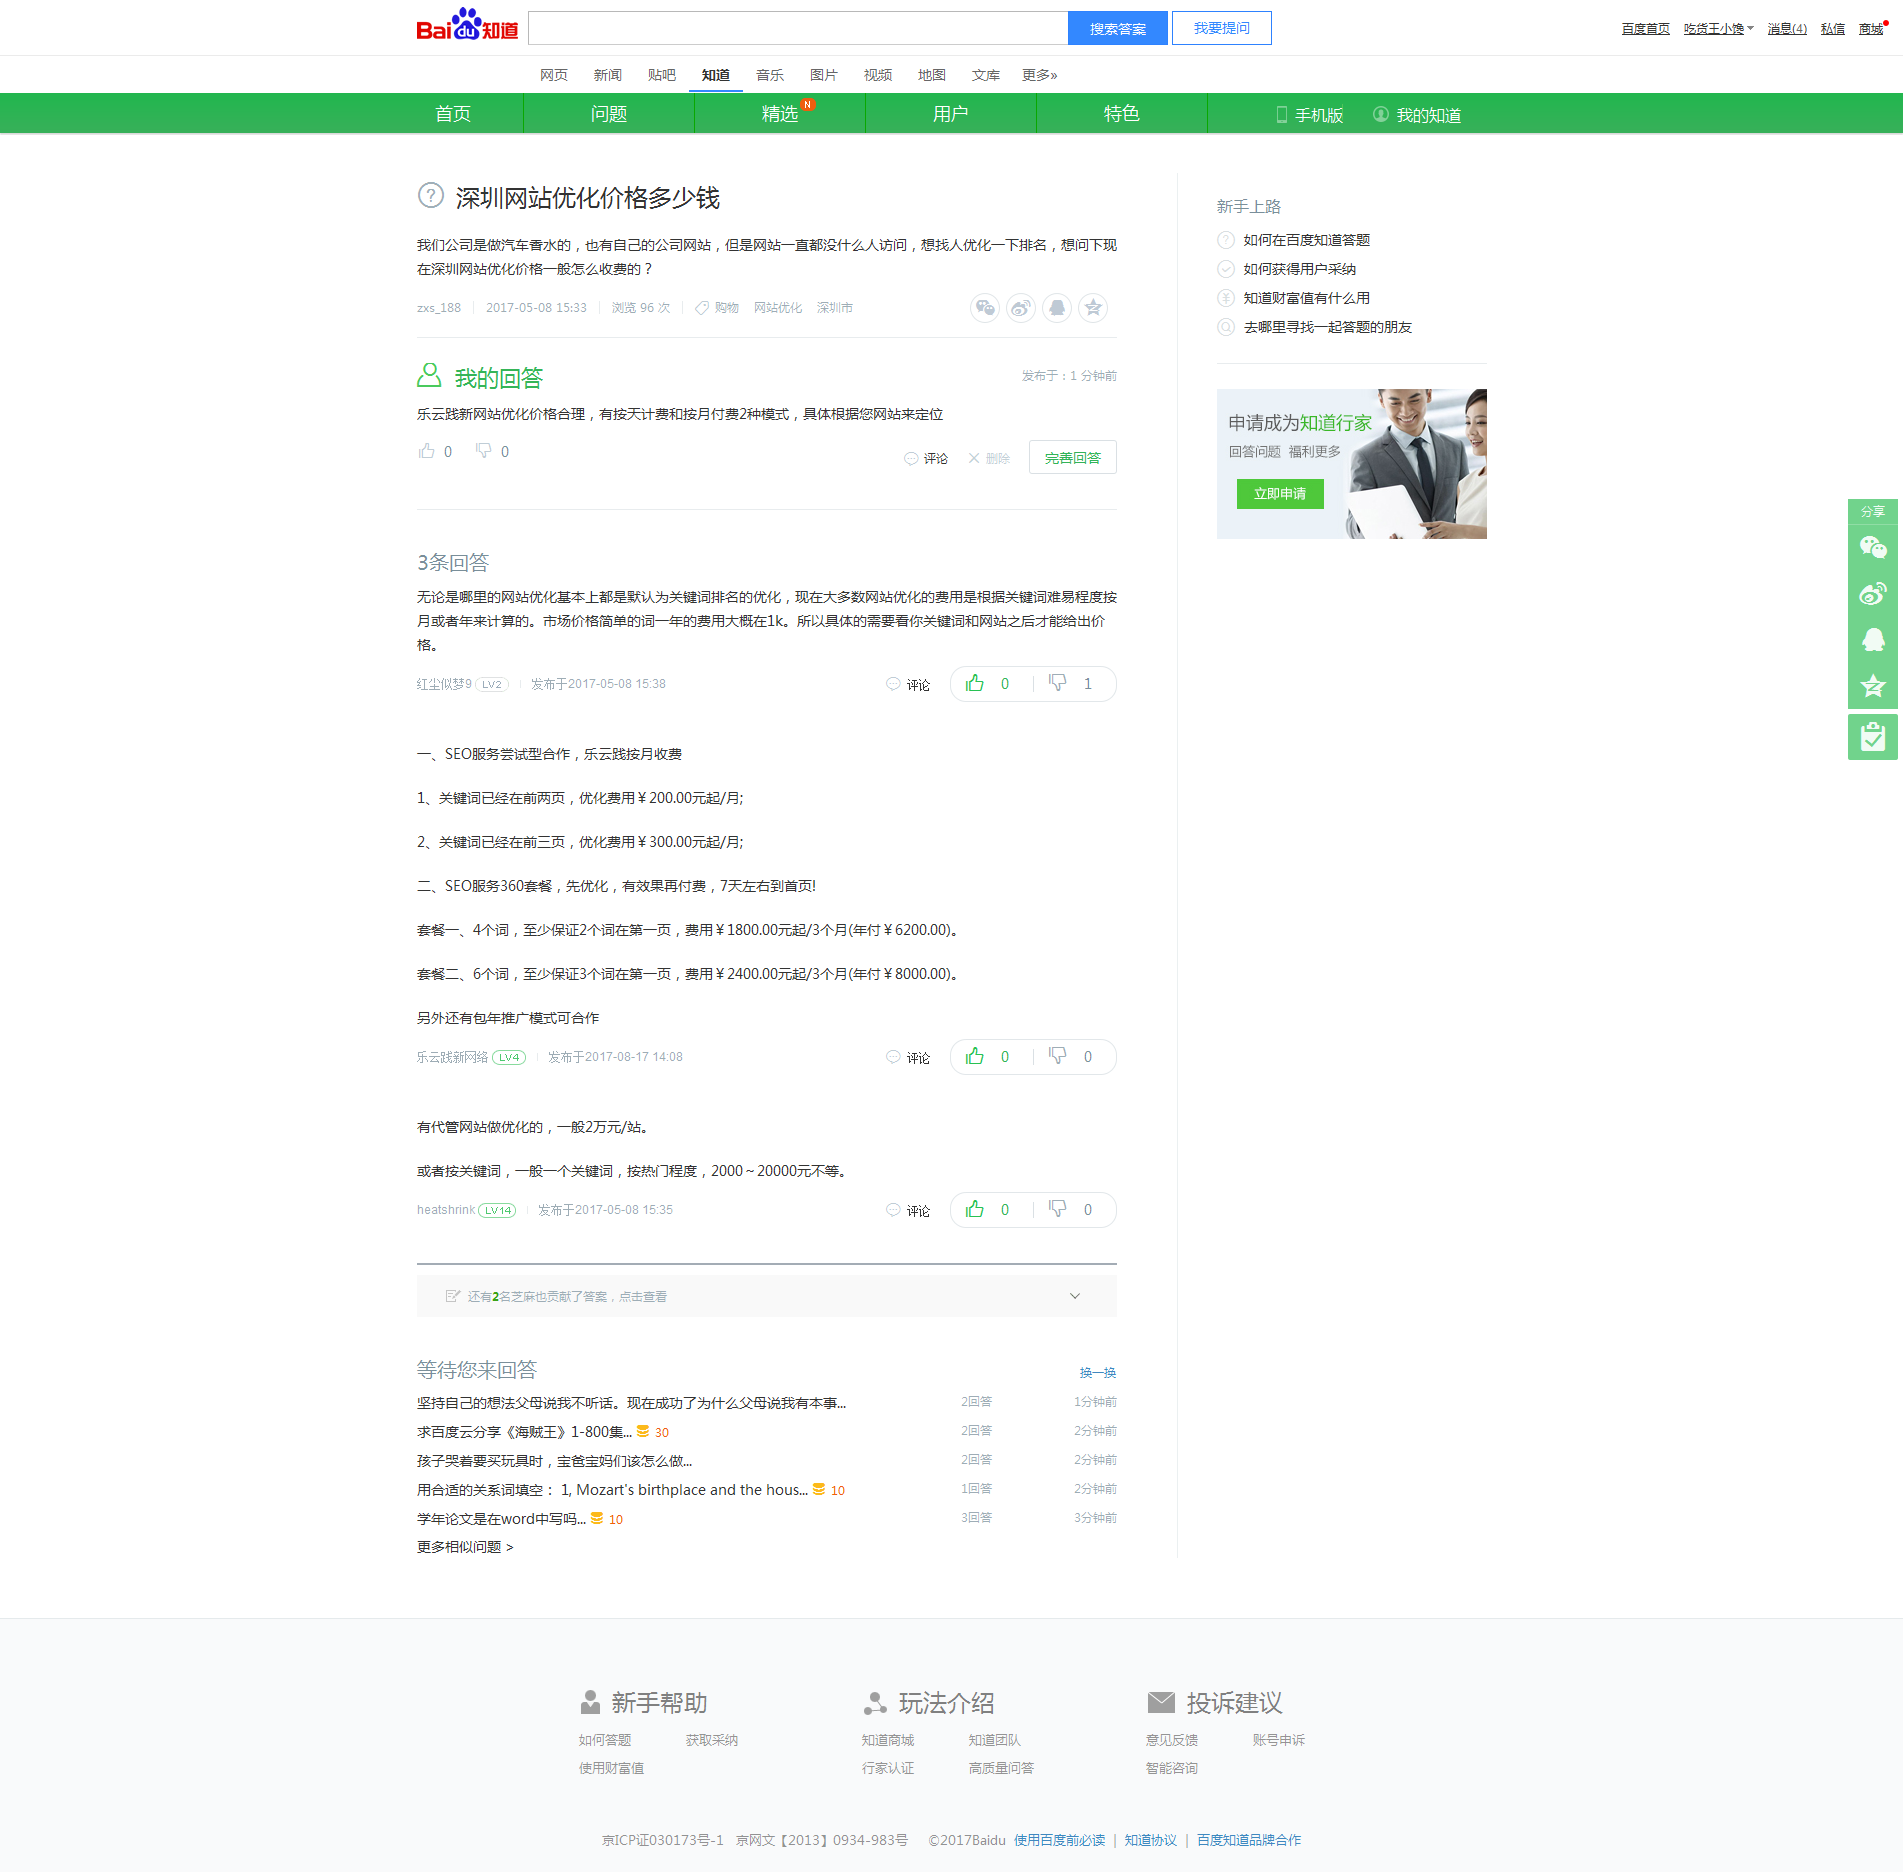 Bai du 知道
搜索答案
我要提问
百度首页 吃货王小馋 消息(4) 私信 商城
网页 新闻 贴吧 知道 音乐 图片 视频 地图 文库 更多»
首页 问题 精选 N 用户 特色 手机版 我的知道
深圳网站优化价格多少钱
我们公司是做汽车香水的，也有自己的公司网站，但是网站一直都没什么人访问，想找人优化一下排名，想问下现
在深圳网站优化价格一般怎么收费的？
zxs_188 2017-05-08 15:33 浏览 96 次 购物 网站优化 深圳市
我的回答
发布于：1 分钟前
乐云践新网站优化价格合理，有按天计费和按月付费2种模式，具体根据您网站来定位
0 0 评论 删除 完善回答
3条回答
无论是哪里的网站优化基本上都是默认为关键词排名的优化，现在大多数网站优化的费用是根据关键词难易程度按
月或者年来计算的。市场价格简单的词一年的费用大概在1k。所以具体的需要看你关键词和网站之后才能给出价
格。
红尘似梦9 LV2 发布于2017-05-08 15:38 评论 0 1
一、SEO服务尝试型合作，乐云践按月收费
1、关键词已经在前两页，优化费用￥200.00元起/月;
2、关键词已经在前三页，优化费用￥300.00元起/月;
二、SEO服务360套餐，先优化，有效果再付费，7天左右到首页!
套餐一、4个词，至少保证2个词在第一页，费用￥1800.00元起/3个月(年付￥6200.00)。
套餐二、6个词，至少保证3个词在第一页，费用￥2400.00元起/3个月(年付￥8000.00)。
另外还有包年推广模式可合作
乐云践新网络 LV4 发布于2017-08-17 14:08 评论 0 0
有代管网站做优化的，一般2万元/站。
或者按关键词，一般一个关键词，按热门程度，2000～20000元不等。
heatshrink LV14 发布于2017-05-08 15:35 评论 0 0
还有2名芝麻也贡献了答案，点击查看
等待您来回答
换一换
坚持自己的想法父母说我不听话。现在成功了为什么父母说我有本事... 2回答 1分钟前
求百度云分享《海贼王》1-800集... 30 2回答 2分钟前
孩子哭着要买玩具时，宝爸宝妈们该怎么做... 2回答 2分钟前
用合适的关系词填空： 1, Mozart's birthplace and the hous... 10 1回答 2分钟前
学年论文是在word中写吗... 10 3回答 3分钟前
更多相似问题 >
新手上路
如何在百度知道答题
如何获得用户采纳
知道财富值有什么用
去哪里寻找一起答题的朋友
申请成为知道行家
回答问题 福利更多
立即申请
分享
新手帮助 玩法介绍 投诉建议
如何答题 获取采纳 知道商城 知道团队 意见反馈 账号申诉
使用财富值 行家认证 高质量问答 智能咨询
京ICP证030173号-1 京网文【2013】0934-983号 ©2017Baidu 使用百度前必读 | 知道协议 | 百度知道品牌合作